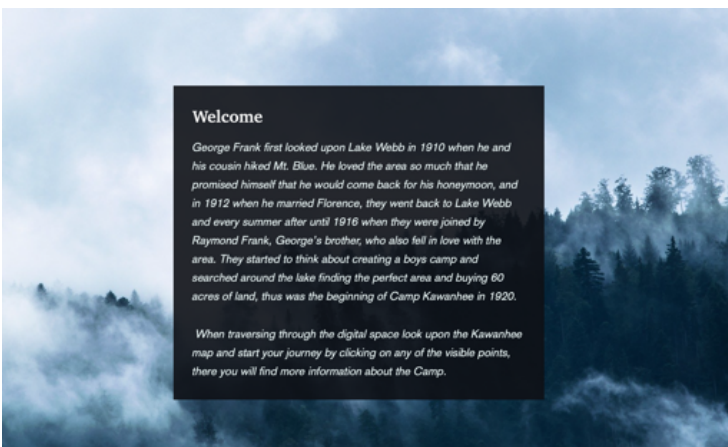 Welcome
George Frank first looked upon Lake Webb in 1910 when he and
his cousin hiked Mt. Blue. He loved the area so much that he
promised himself that he would come back for his honeymoon, and
in 1912 when he married Florence, they went back to Lake Webb
and every summer after until 1916 when they were joined by
Raymond Frank, George's brother, who also fell in love with the
area. They started to think about creating a boys camp and
searched around the lake finding the perfect area and buying 60
acres of land, thus was the beginning of Camp Kawanhee in 1920.
When traversing through the digital space look upon the Kawanhee
map and start your journey by clicking on any of the visible points,
there you will find more information about the Camp.